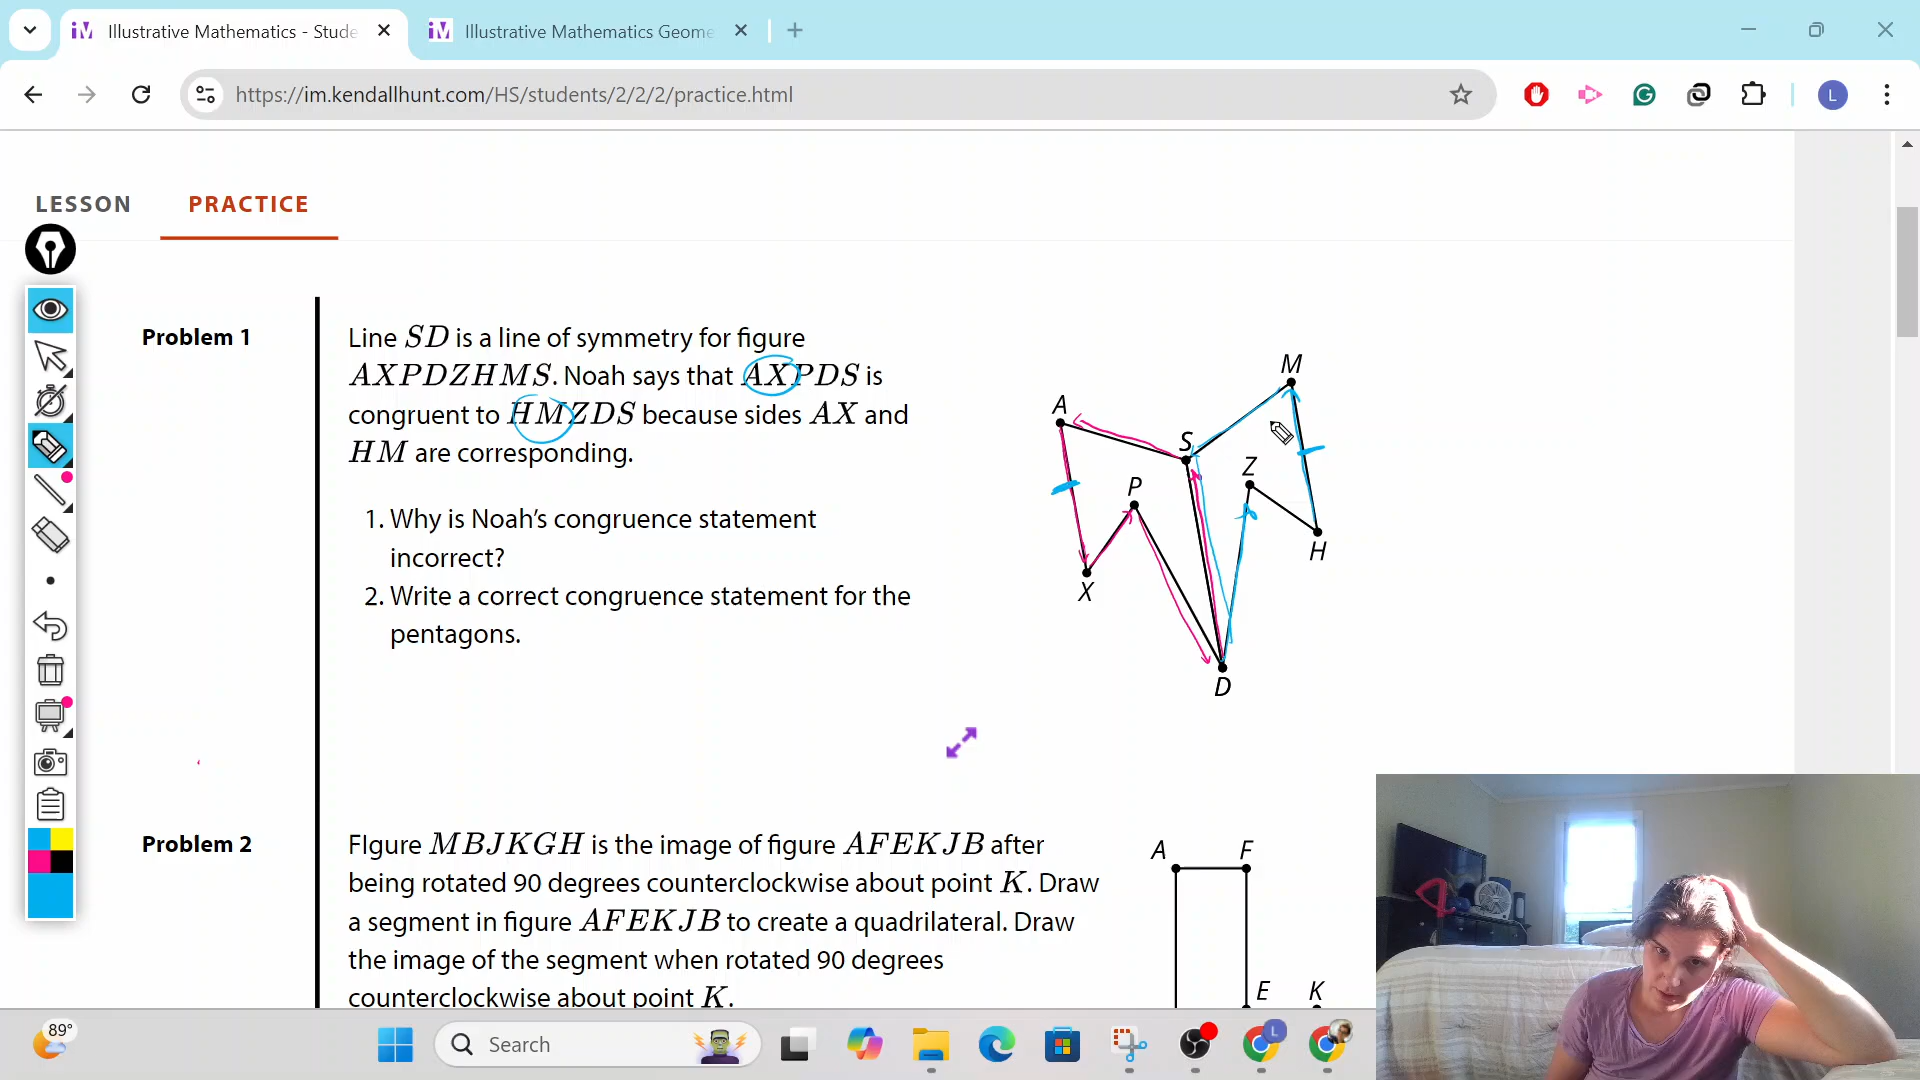 Illustrative Mathematics - Stude
Illustrative Mathematics Geome
https://im.kendallhunt.com/HS/students/2/2/2/practice.html
L
LESSON
PRACTICE
Problem 1
Line SD is a line of symmetry for figure
AXPDZHMS. Noah says that AXPDS is
congruent to HMZDS because sides AX and
HM are corresponding.
1. Why is Noah's congruence statement
incorrect?
2. Write a correct congruence statement for the
pentagons.
M
A
S
Z
P
H
X
D
Problem 2
FIgure MBJKGH is the image of figure AFEKJB after
being rotated 90 degrees counterclockwise about point K. Draw
a segment in figure AFEKJB to create a quadrilateral. Draw
the image of the segment when rotated 90 degrees
counterclockwise about point K.
A F
E K
89°
Search
L